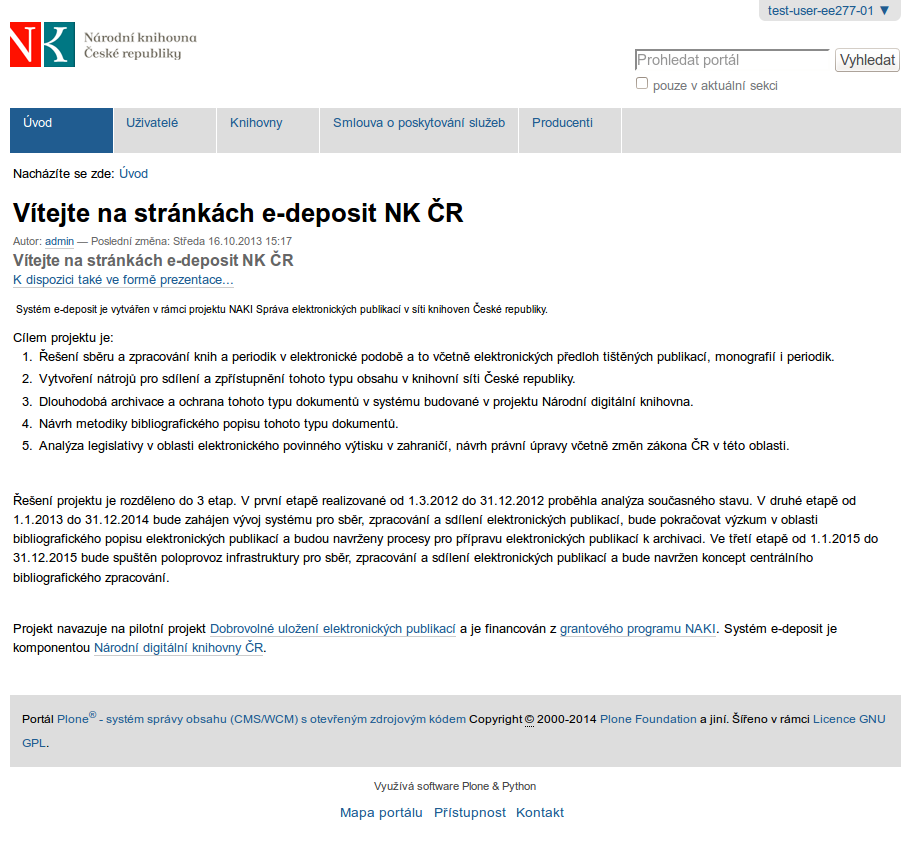 test-user-ee277-01 ▼
NK Národní knihovna
České republiky
Prohledat portál Vyhledat
pouze v aktuální sekci
Úvod Uživatelé Knihovny Smlouva o poskytování služeb Producenti
Nacházíte se zde: Úvod
Vítejte na stránkách e-deposit NK ČR
Autor: admin — Poslední změna: Středa 16.10.2013 15:17
Vítejte na stránkách e-deposit NK ČR
K dispozici také ve formě prezentace...
Systém e-deposit je vytvářen v rámci projektu NAKI Správa elektronických publikací v síti knihoven České republiky.
Cílem projektu je:
1. Řešení sběru a zpracování knih a periodik v elektronické podobě a to včetně elektronických předloh tištěných publikací, monografií i periodik.
2. Vytvoření nátrojů pro sdílení a zpřístupnění tohoto typu obsahu v knihovní síti České republiky.
3. Dlouhodobá archivace a ochrana tohoto typu dokumentů v systému budované v projektu Národní digitální knihovna.
4. Návrh metodiky bibliografického popisu tohoto typu dokumentů.
5. Analýza legislativy v oblasti elektronického povinného výtisku v zahraničí, návrh právní úpravy včetně změn zákona ČR v této oblasti.
Řešení projektu je rozděleno do 3 etap. V první etapě realizované od 1.3.2012 do 31.12.2012 proběhla analýza současného stavu. V druhé etapě od
1.1.2013 do 31.12.2014 bude zahájen vývoj systému pro sběr, zpracování a sdílení elektronických publikací, bude pokračovat výzkum v oblasti
bibliografického popisu elektronických publikací a budou navrženy procesy pro přípravu elektronických publikací k archivaci. Ve třetí etapě od 1.1.2015 do
31.12.2015 bude spuštěn poloprovoz infrastruktury pro sběr, zpracování a sdílení elektronických publikací a bude navržen koncept centrálního
bibliografického zpracování.
Projekt navazuje na pilotní projekt Dobrovolné uložení elektronických publikací a je financován z grantového programu NAKI. Systém e-deposit je
komponentou Národní digitální knihovny ČR.
Portál Plone® - systém správy obsahu (CMS/WCM) s otevřeným zdrojovým kódem Copyright © 2000-2014 Plone Foundation a jiní. Šířeno v rámci Licence GNU
GPL.
Využívá software Plone & Python
Mapa portálu Přístupnost Kontakt